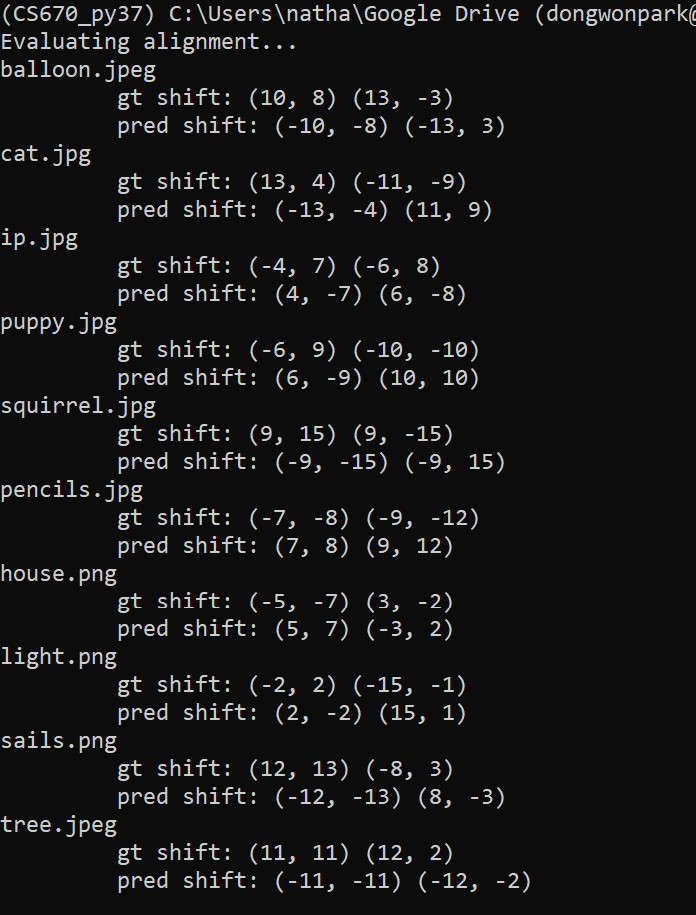 (CS670_py37) C:\Users\natha\Google Drive (dongwonpark@
Evaluating alignment...
balloon.jpeg
gt shift: (10, 8) (13, -3)
pred shift: (-10, -8) (-13, 3)
cat.jpg
gt shift: (13, 4) (-11, -9)
pred shift: (-13, -4) (11, 9)
ip.jpg
gt shift: (-4, 7) (-6, 8)
pred shift: (4, -7) (6, -8)
puppy.jpg
gt shift: (-6, 9) (-10, -10)
pred shift: (6, -9) (10, 10)
squirrel.jpg
gt shift: (9, 15) (9, -15)
pred shift: (-9, -15) (-9, 15)
pencils.jpg
gt shift: (-7, -8) (-9, -12)
pred shift: (7, 8) (9, 12)
house.png
gt shift: (-5, -7) (3, -2)
pred shift: (5, 7) (-3, 2)
light.png
gt shift: (-2, 2) (-15, -1)
pred shift: (2, -2) (15, 1)
sails.png
gt shift: (12, 13) (-8, 3)
pred shift: (-12, -13) (8, -3)
tree.jpeg
gt shift: (11, 11) (12, 2)
pred shift: (-11, -11) (-12, -2)